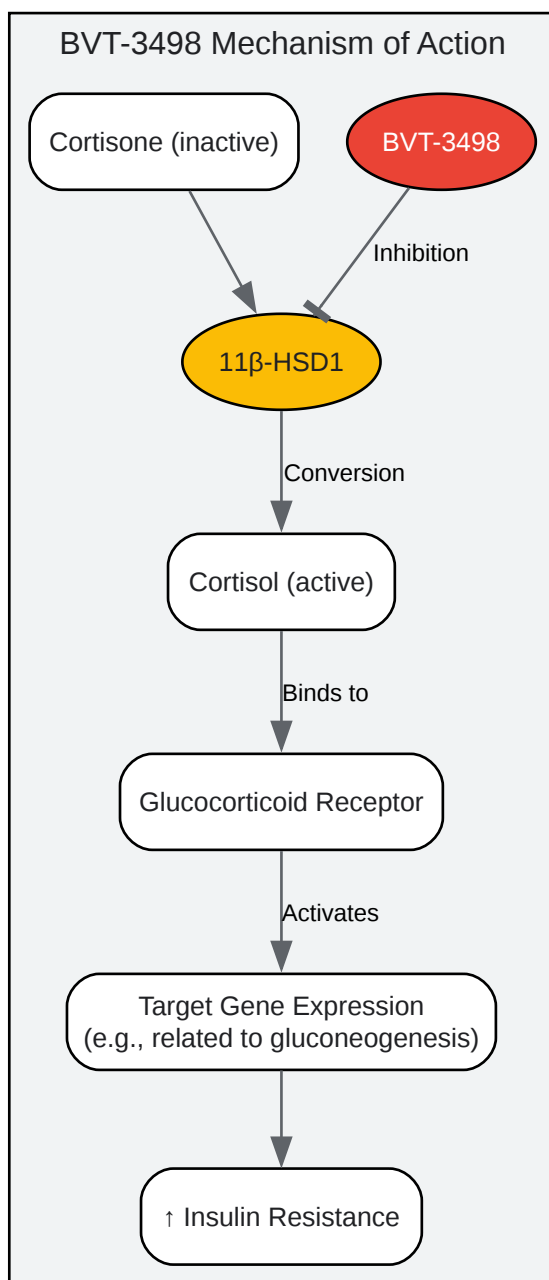 BVT-3498 Mechanism of Action
Cortisone (inactive)
BVT-3498
Inhibition
11β-HSD1
Conversion
Cortisol (active)
Binds to
Glucocorticoid Receptor
Activates
Target Gene Expression
(e.g., related to gluconeogenesis)
↑ Insulin Resistance